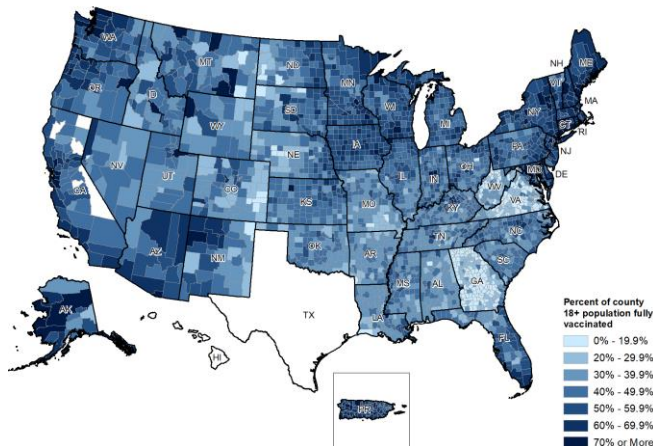 WA
MT
ND
MN
NH
VT
ME
OR
ID
SD
WI
NY
MA
WY
MI
CT
RI
NV
NE
IA
PA
NJ
UT
CO
IL
IN
OH
MD
DE
CA
KS
MO
WV
VA
KY
AZ
NM
OK
TN
NC
AR
SC
MS
AL
GA
AK
TX
LA
HI
FL
PR
Percent of county
18+ population fully
vaccinated
0% - 19.9%
20% - 29.9%
30% - 39.9%
40% - 49.9%
50% - 59.9%
60% - 69.9%
70% or More